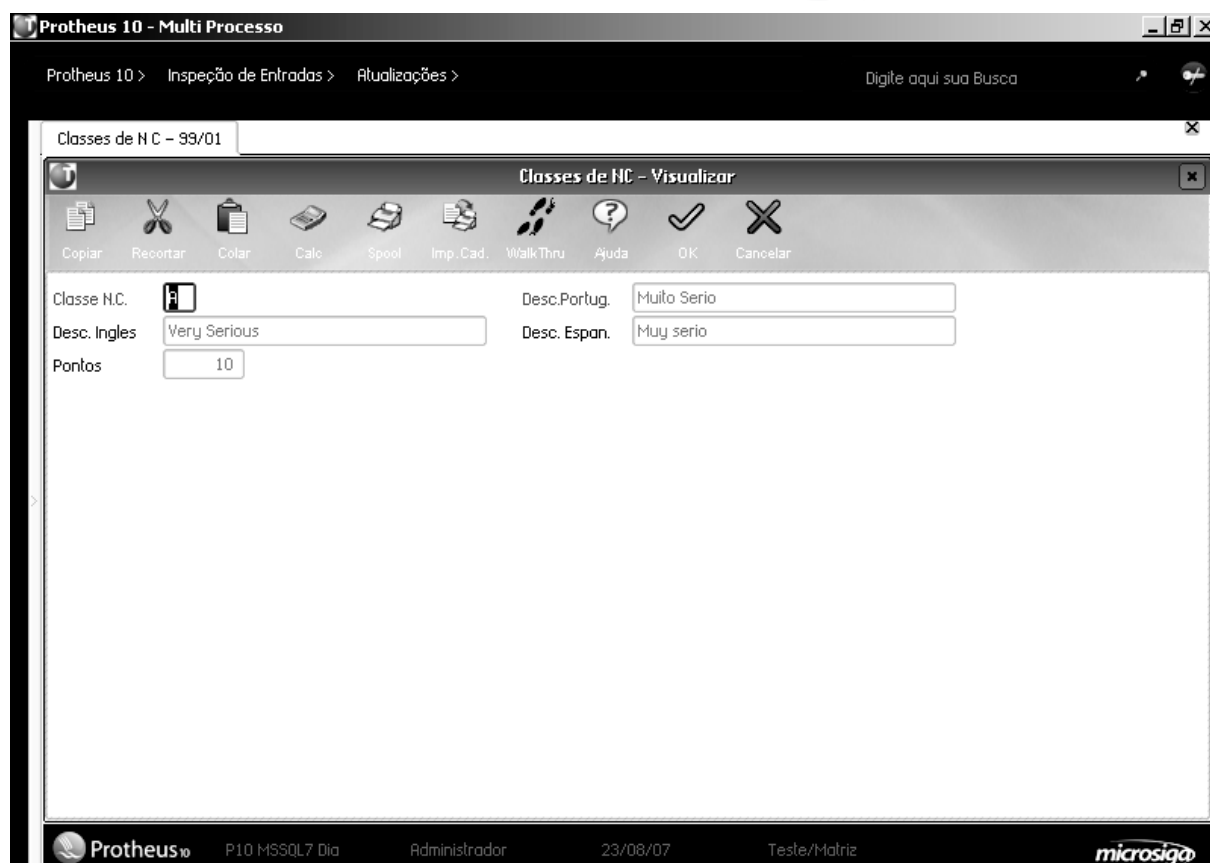 Protheus 10 - Multi Processo
Protheus 10 > Inspeção de Entradas > Atualizações > Digite aqui sua Busca
Classes de N C - 99/01
Classes de NC - Visualizar
Copiar Recortar Colar Calc Spool Imp.Cad. WalkThru Ajuda OK Cancelar
Classe N.C. A Desc.Portug. Muito Serio
Desc. Ingles Very Serious Desc. Espan. Muy serio
Pontos 10
Protheus10 P10 MSSQL7 Dia Administrador 23/08/07 Teste/Matriz microsiga